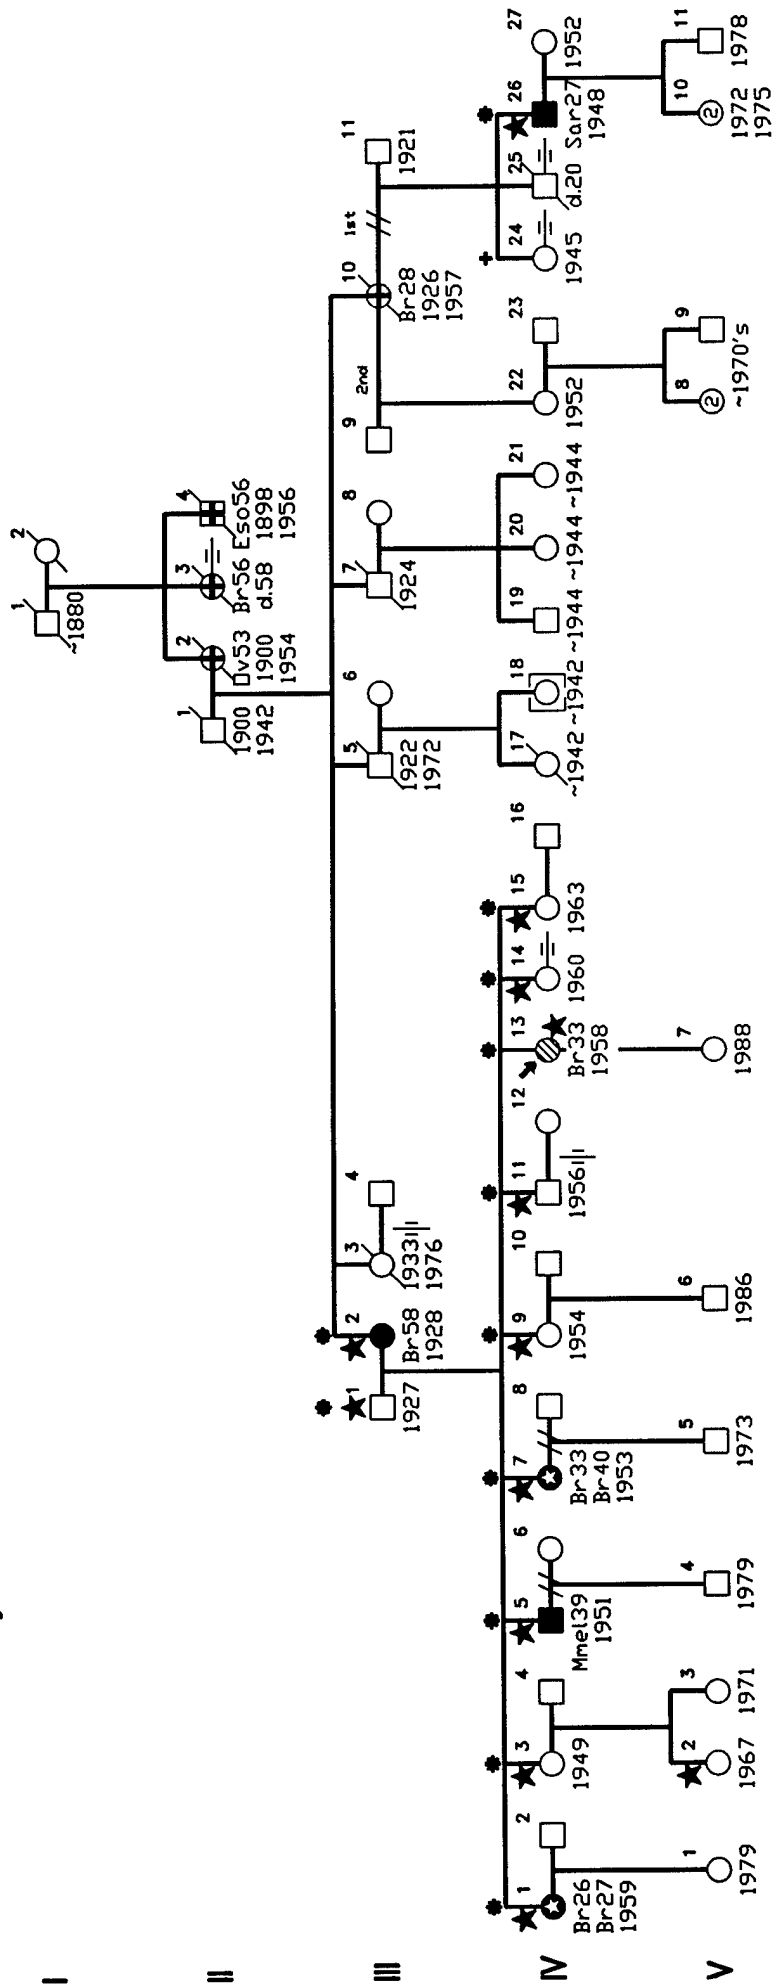 I
1 2
~1880
II
1 2 3 4
1900 Ov53 Br56 Eso56
1942 1900 d.58 1898
1954 1956
III
1st
2nd
1 2 3 4 5 6 7 8 9 10 11
1927 Br58 1933 1922 1924 Br28 1921
1928 1976 1972 1926
1957
IV
1 2 3 4 5 6 7 8 9 10 11 12 13 14 15 16 17 18 19 20 21 22 23 24 25 26 27
Br26 1949 Mmel39 Br33 1954 1956 Br33 1960 1963 ~1942 ~1942 ~1944 ~1944 ~1944 1952 1945 d.20 Sar27 1952
Br27 1951 Br40 1958 1948
1959 1953
V
1 2 3 4 5 6 7 8 9 10 11
2 2
1979 1967 1971 1979 1973 1986 1988 ~1970's 1972 1978
1975